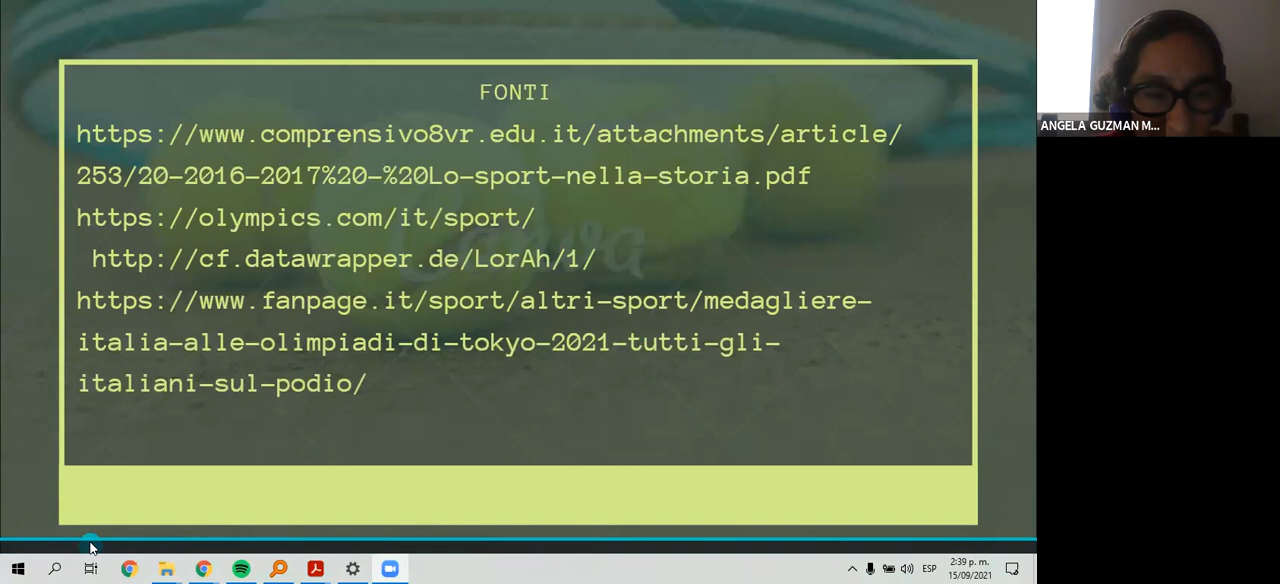 FONTI
https://www.comprensivo8vr.edu.it/attachments/article/
253/20-2016-2017%20-%20Lo-sport-nella-storia.pdf
https://olympics.com/it/sport/
http://cf.datawrapper.de/LorAh/1/
https://www.fanpage.it/sport/altri-sport/medagliere-
italia-alle-olimpiadi-di-tokyo-2021-tutti-gli-
italiani-sul-podio/
Canva
ANGELA GUZMAN M...
ESP
2:39 p. m.
15/09/2021